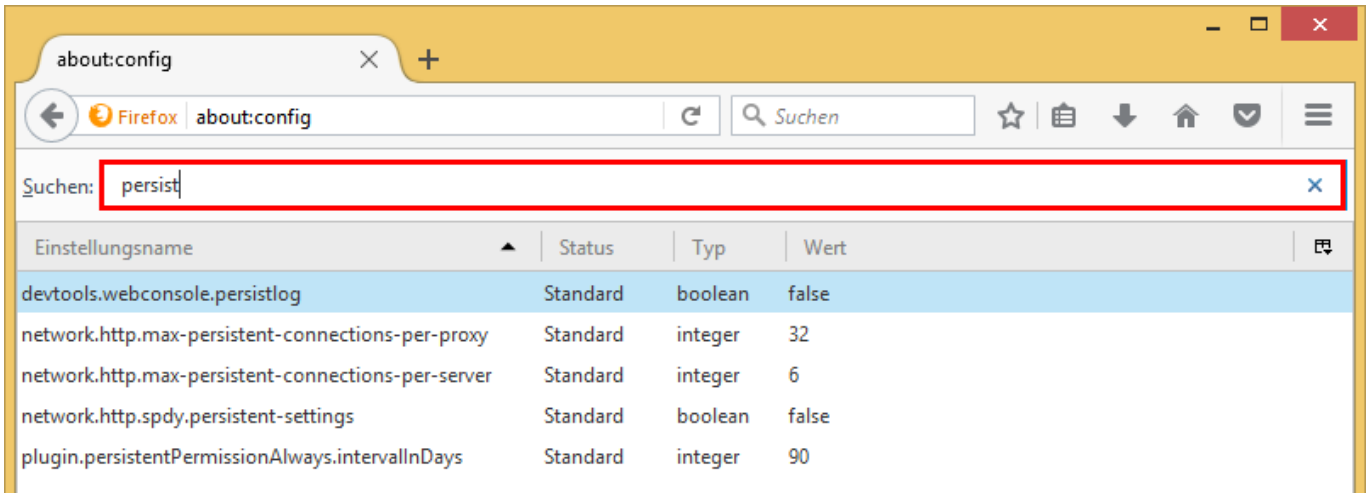 about:config
Firefox about:config Suchen
Suchen: persist
Einstellungsname Status Typ Wert
devtools.webconsole.persistlog Standard boolean false
network.http.max-persistent-connections-per-proxy Standard integer 32
network.http.max-persistent-connections-per-server Standard integer 6
network.http.spdy.persistent-settings Standard boolean false
plugin.persistentPermissionAlways.intervalInDays Standard integer 90